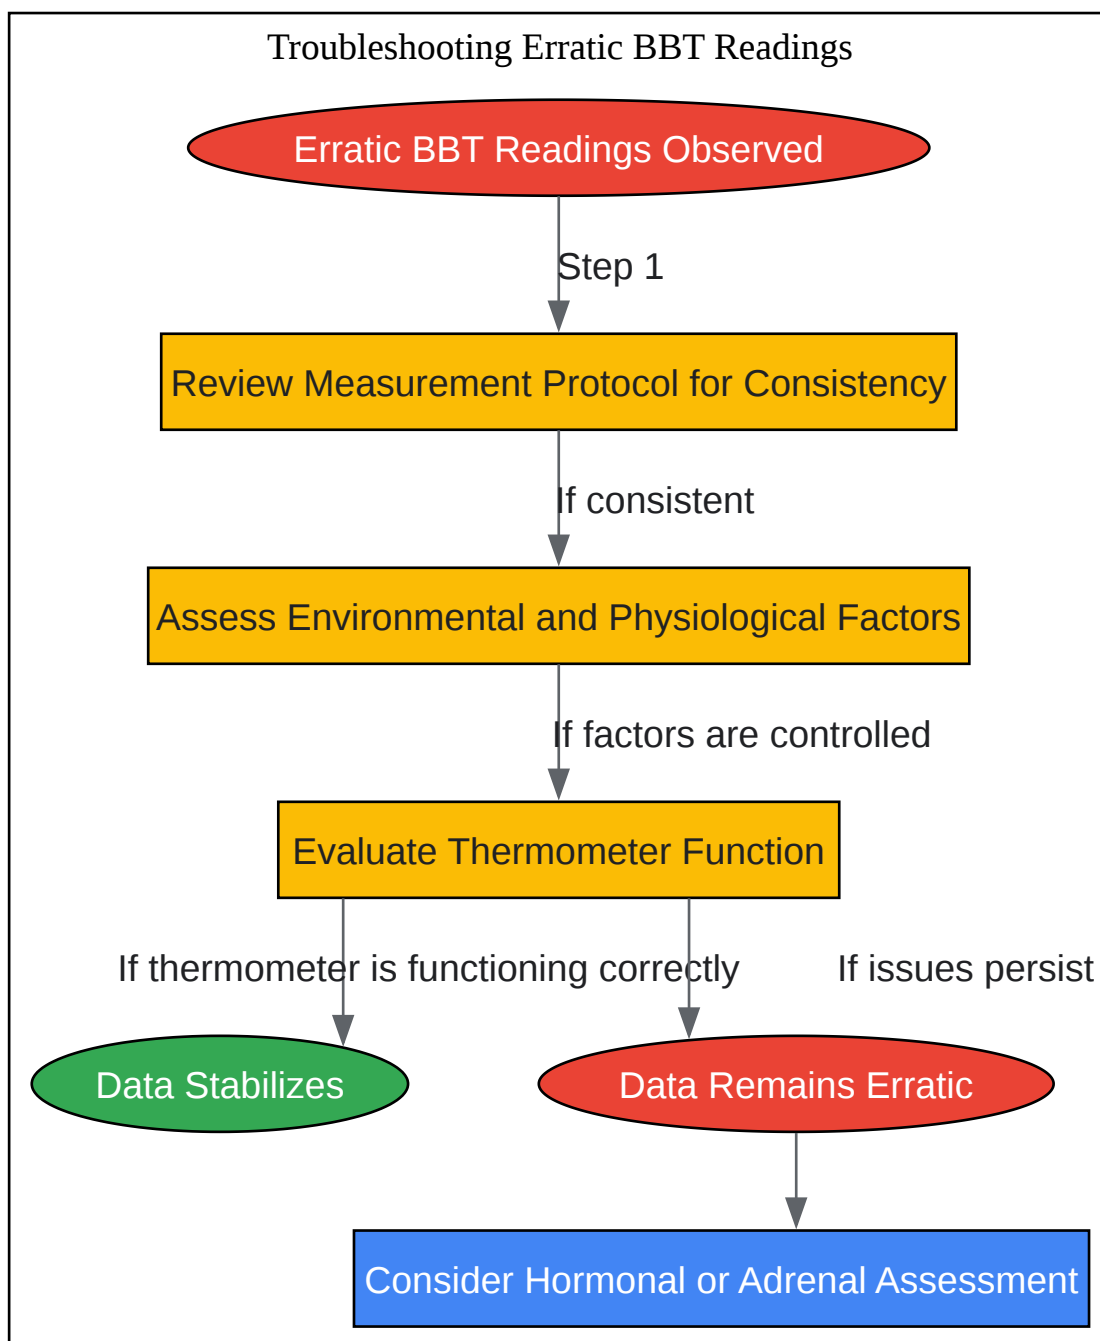 Troubleshooting Erratic BBT Readings
Erratic BBT Readings Observed
Step 1
Review Measurement Protocol for Consistency
If consistent
Assess Environmental and Physiological Factors
If factors are controlled
Evaluate Thermometer Function
If thermometer is functioning correctly
If issues persist
Data Stabilizes
Data Remains Erratic
Consider Hormonal or Adrenal Assessment